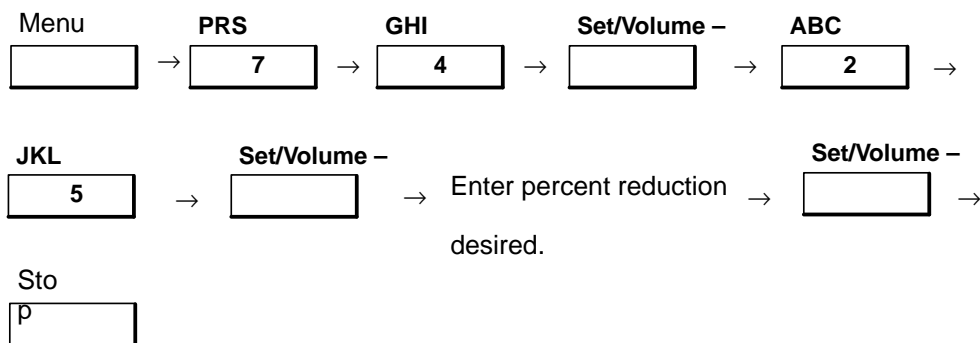 Menu PRS GHI Set/Volume – ABC
→ 7 → 4 → → 2 →
JKL Set/Volume – Set/Volume –
5 → → Enter percent reduction → →
desired.
Sto
p